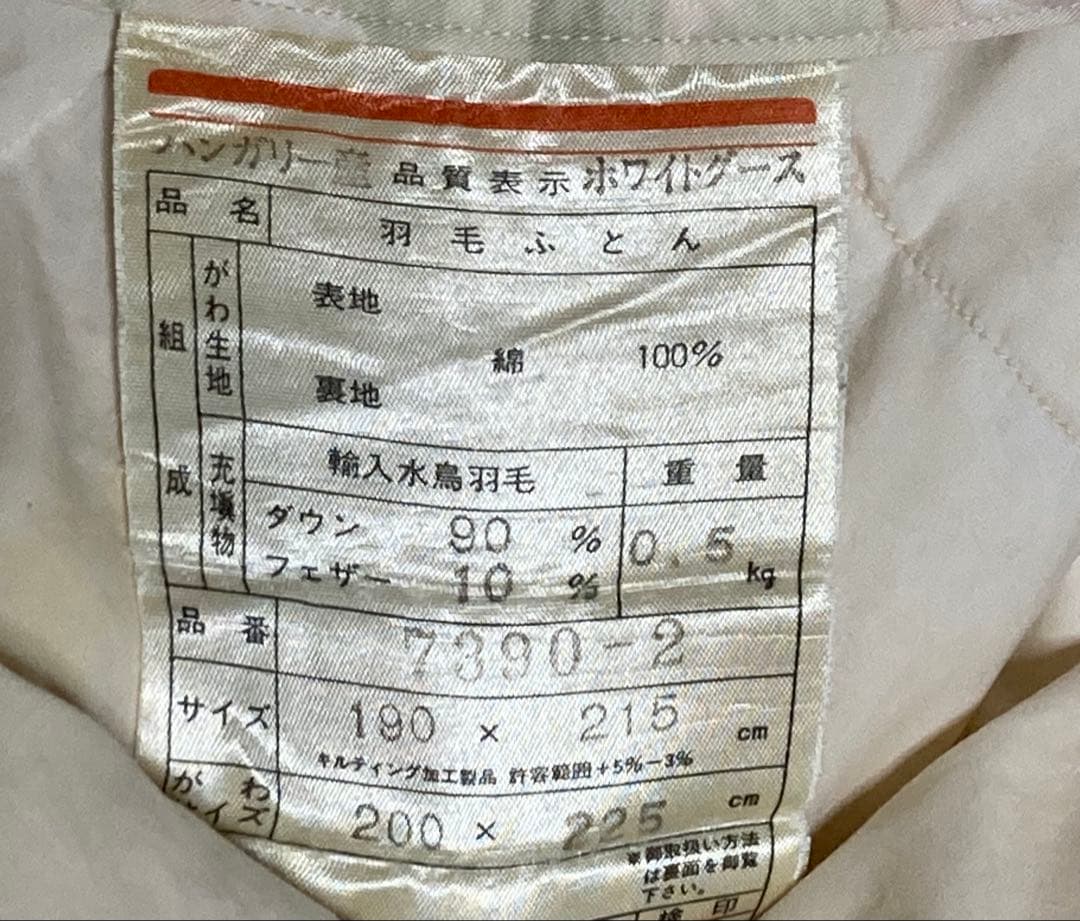 ハンガリー産 品質表示 ホワイトグース
品名 羽毛ふとん
組成 がわ生地 表地 裏地 綿 100%
充填物 輸入水鳥羽毛 重量
ダウン 90 % 0.5 kg
フェザー 10 %
品番 7390-2
サイズ 190 × 215 cm
キルティング加工製品 許容範囲+5%-3%
がわサイズ 200 × 225 cm
※御取扱い方法
は裏面を御覧
下さい。
検印